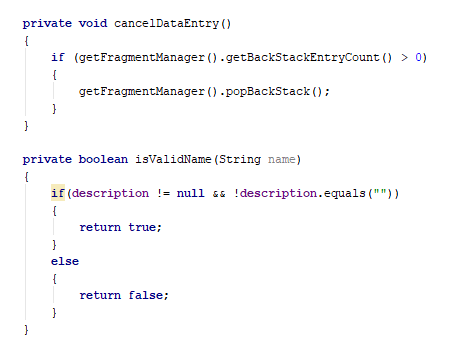 private void cancelDataEntry()
{
    if (getFragmentManager().getBackStackEntryCount() > 0)
    {
        getFragmentManager().popBackStack();
    }
}

private boolean isValidName(String name)
{
    if(description != null && !description.equals(""))
    {
        return true;
    }
    else
    {
        return false;
    }
}